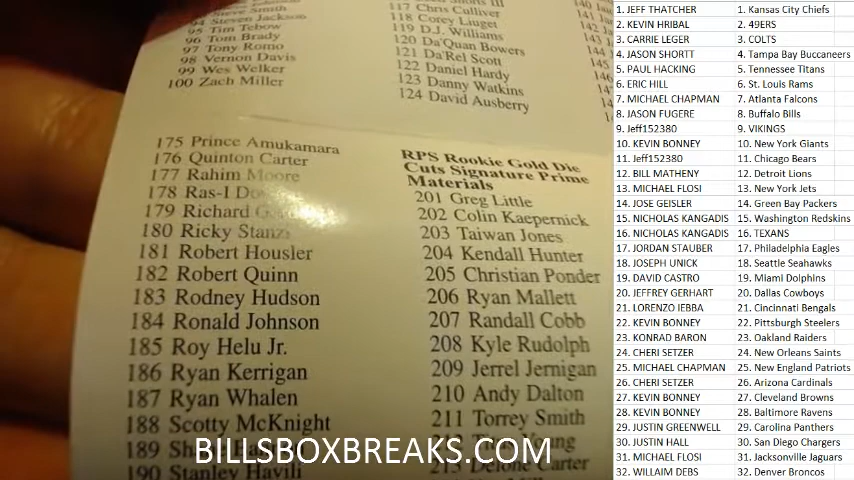 94 Steven Jackson
95 Tim Tebow
96 Tom Brady
97 Tony Romo
98 Vernon Davis
99 Wes Welker
100 Zach Miller
117 Chris Culliver
118 Corey Liuget
119 D.J. Williams
120 Da'Quan Bowers
121 Da'Rel Scott
122 Daniel Hardy
123 Danny Watkins
124 David Ausberry
175 Prince Amukamara
176 Quinton Carter
177 Rahim Moore
178 Ras-I
179 Richard
180 Ricky Stanzi
181 Robert Housler
182 Robert Quinn
183 Rodney Hudson
184 Ronald Johnson
185 Roy Helu Jr.
186 Ryan Kerrigan
187 Ryan Whalen
188 Scotty McKnight
189
190 Stanley Havili
RPS Rookie Gold Die
Cuts Signature Prime
Materials
201 Greg Little
202 Colin Kaepernick
203 Taiwan Jones
204 Kendall Hunter
205 Christian Ponder
206 Ryan Mallett
207 Randall Cobb
208 Kyle Rudolph
209 Jerrel Jernigan
210 Andy Dalton
211 Torrey Smith
Young
213 Delone Carter
BILLSBOXBREAKS.COM
1. JEFF THATCHER 1. Kansas City Chiefs
2. KEVIN HRIBAL 2. 49ERS
3. CARRIE LEGER 3. COLTS
4. JASON SHORTT 4. Tampa Bay Buccaneers
5. PAUL HACKING 5. Tennessee Titans
6. ERIC HILL 6. St. Louis Rams
7. MICHAEL CHAPMAN 7. Atlanta Falcons
8. JASON FUGERE 8. Buffalo Bills
9. Jeff152380 9. VIKINGS
10. KEVIN BONNEY 10. New York Giants
11. Jeff152380 11. Chicago Bears
12. BILL MATHENY 12. Detroit Lions
13. MICHAEL FLOSI 13. New York Jets
14. JOSE GEISLER 14. Green Bay Packers
15. NICHOLAS KANGADIS 15. Washington Redskins
16. NICHOLAS KANGADIS 16. TEXANS
17. JORDAN STAUBER 17. Philadelphia Eagles
18. JOSEPH UNICK 18. Seattle Seahawks
19. DAVID CASTRO 19. Miami Dolphins
20. JEFFREY GERHART 20. Dallas Cowboys
21. LORENZO IEBBA 21. Cincinnati Bengals
22. KEVIN BONNEY 22. Pittsburgh Steelers
23. KONRAD BARON 23. Oakland Raiders
24. CHERI SETZER 24. New Orleans Saints
25. MICHAEL CHAPMAN 25. New England Patriots
26. CHERI SETZER 26. Arizona Cardinals
27. KEVIN BONNEY 27. Cleveland Browns
28. KEVIN BONNEY 28. Baltimore Ravens
29. JUSTIN GREENWELL 29. Carolina Panthers
30. JUSTIN HALL 30. San Diego Chargers
31. MICHAEL FLOSI 31. Jacksonville Jaguars
32. WILLAIM DEBS 32. Denver Broncos